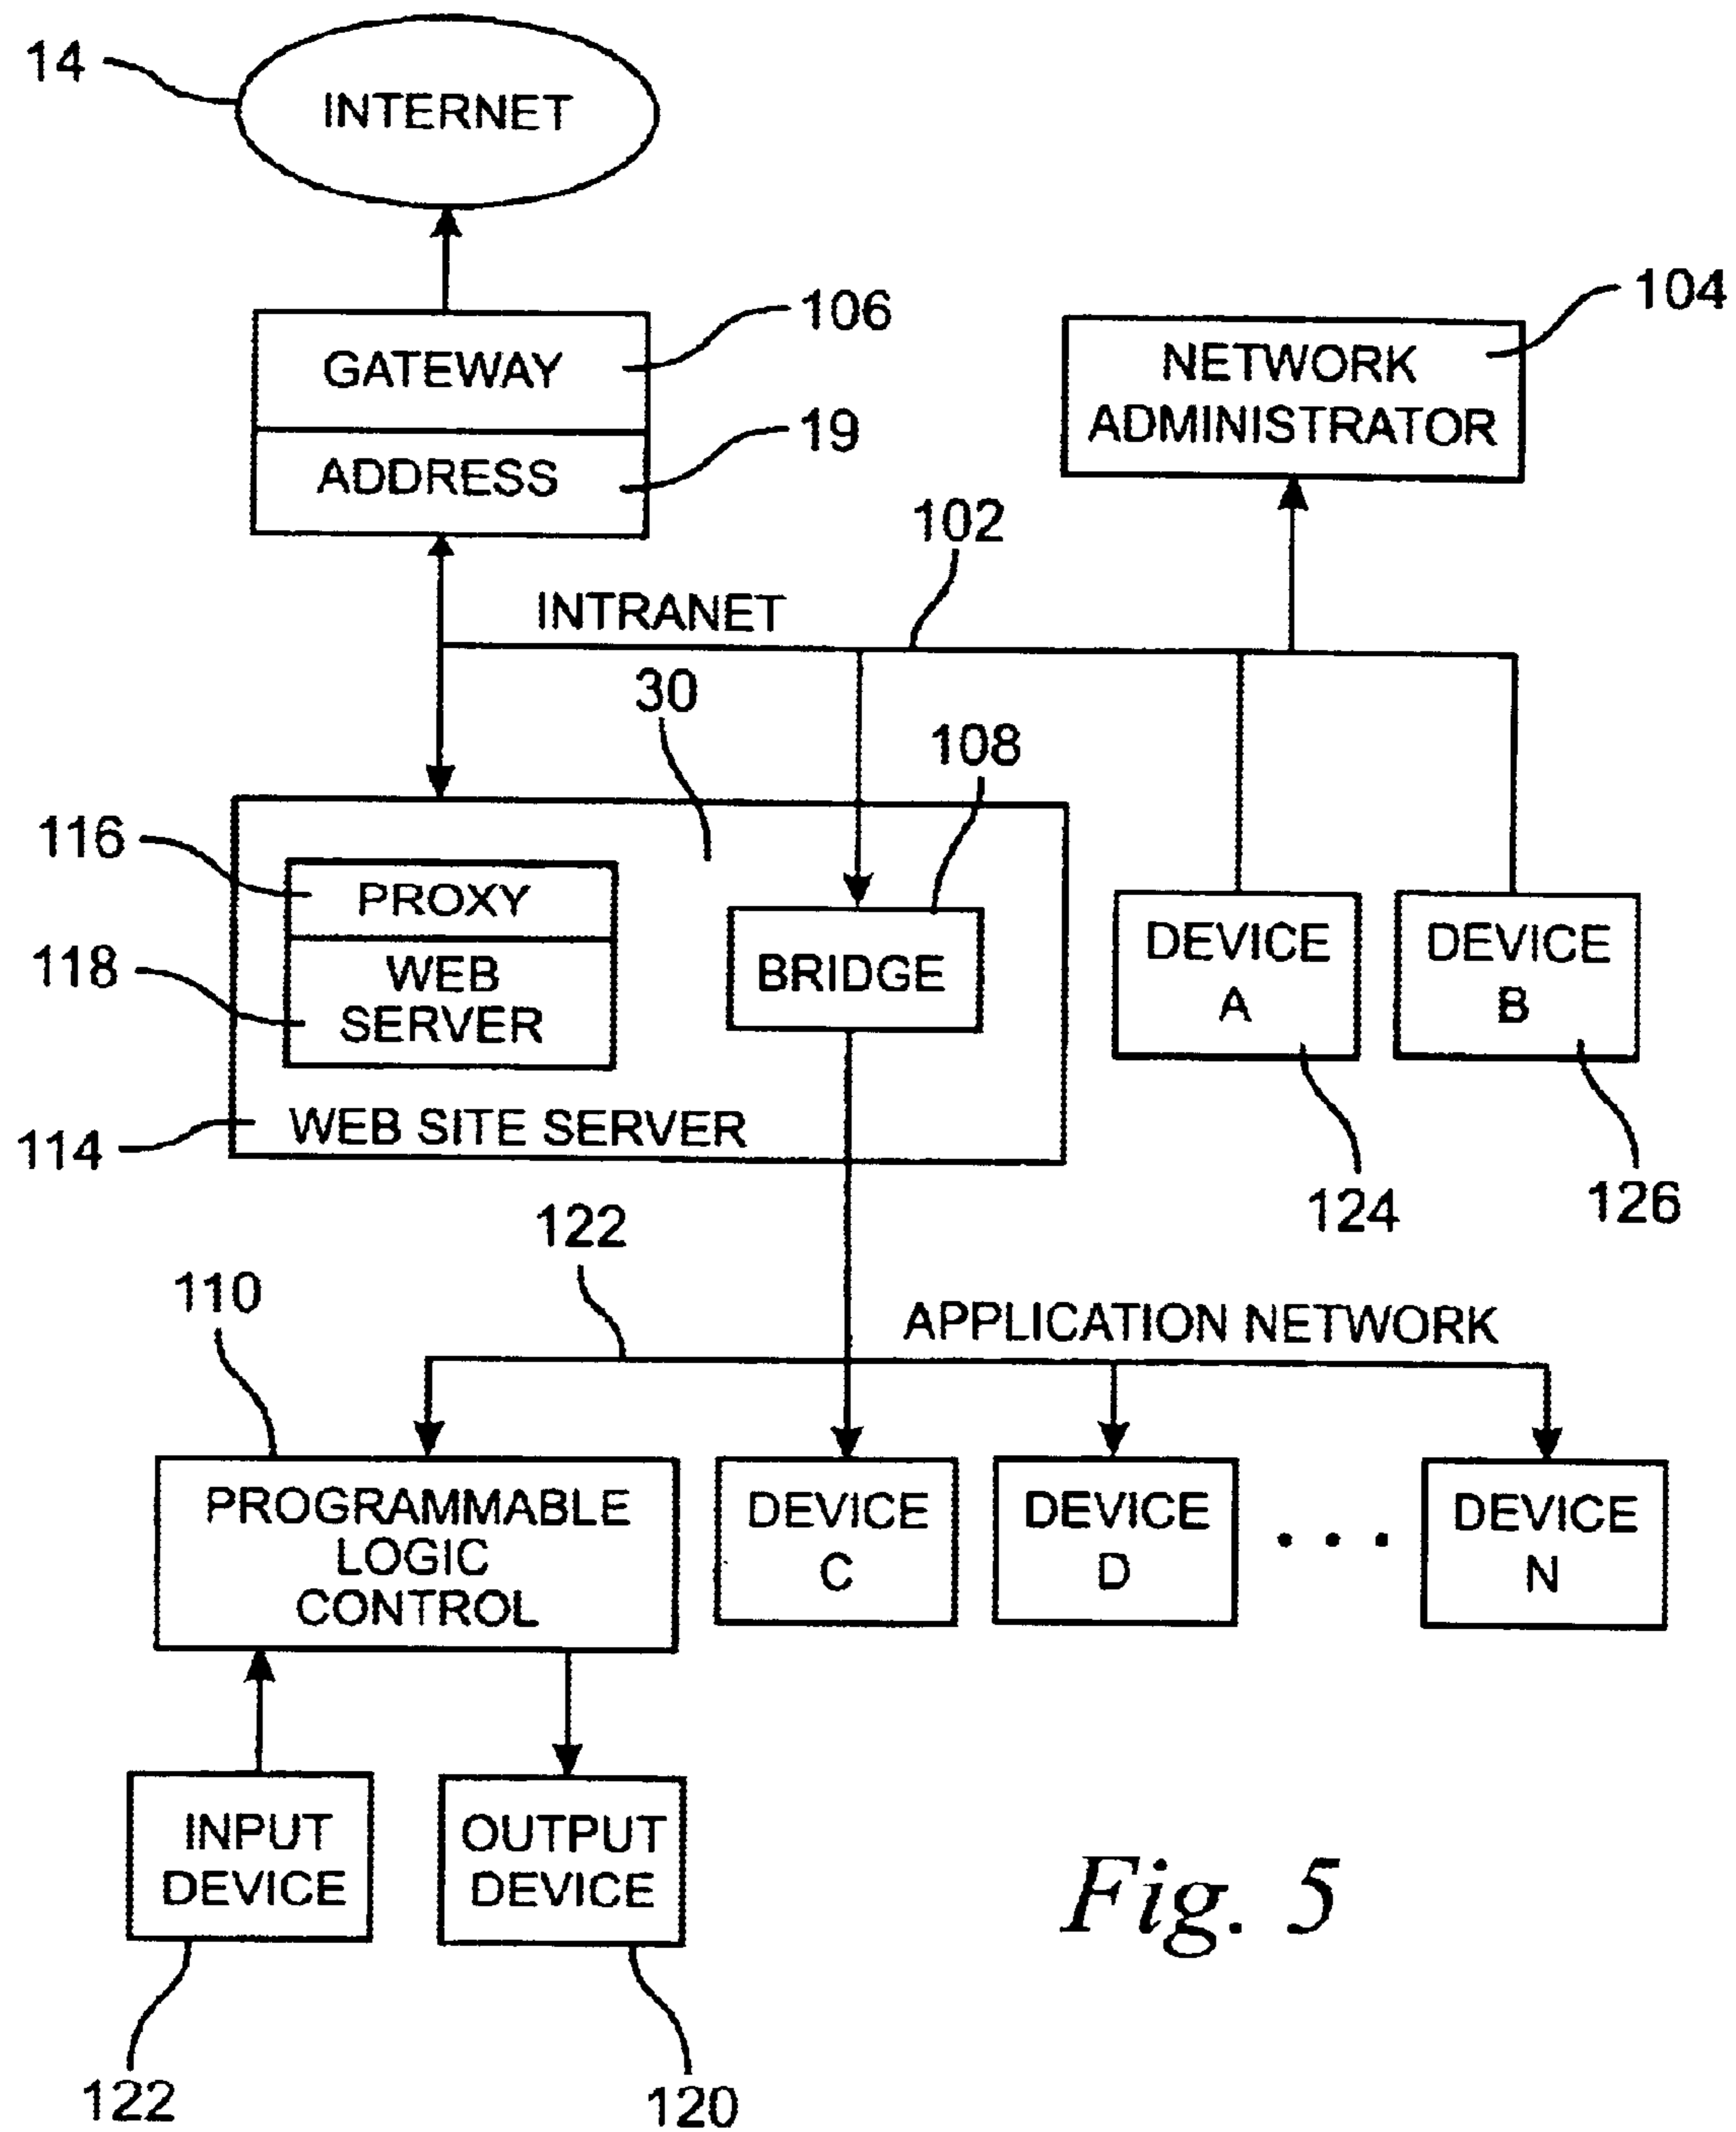 14
INTERNET
106
GATEWAY
19
ADDRESS
104
NETWORK
ADMINISTRATOR
102
INTRANET
30
108
116
PROXY
118
WEB
SERVER
BRIDGE
114
WEB SITE SERVER
DEVICE
A
DEVICE
B
124
126
122
110
APPLICATION NETWORK
PROGRAMMABLE
LOGIC
CONTROL
DEVICE
C
DEVICE
D
. . .
DEVICE
N
INPUT
DEVICE
OUTPUT
DEVICE
122
120
Fig. 5